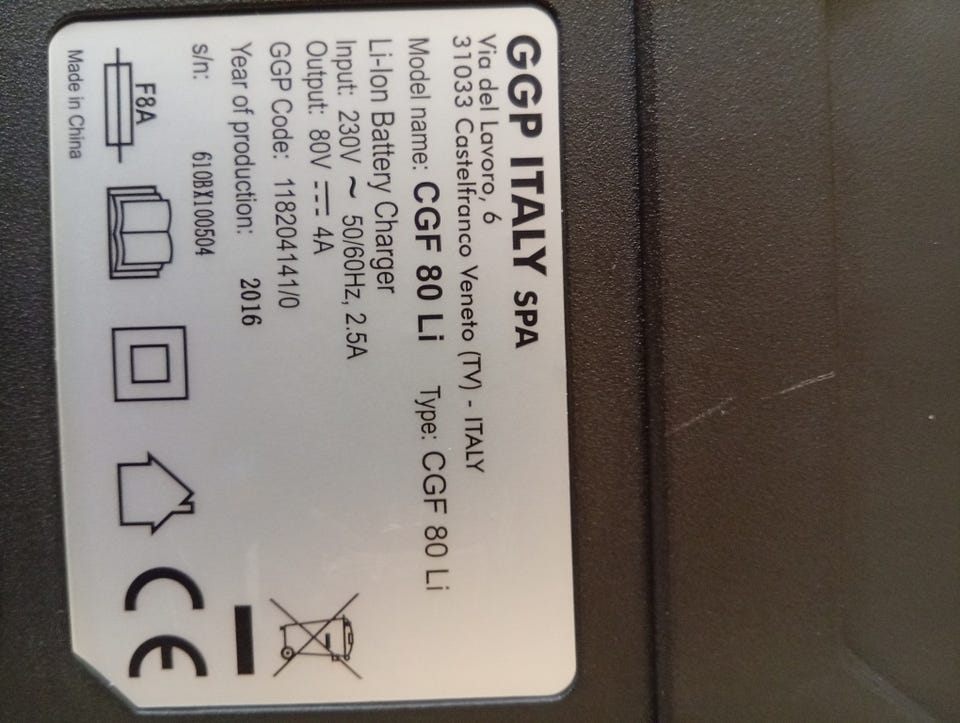 GGP ITALY SPA
Via del Lavoro, 6
31033 Castelfranco Veneto (TV) - ITALY
Model name: CGF 80 Li Type: CGF 80 Li
Li-Ion Battery Charger
Input: 230V ~ 50/60Hz, 2.5A
Output: 80V ⎓ 4A
GGP Code: 118204141/0
Year of production: 2016
s/n: 610BX100504
F8A
CE
Made in China